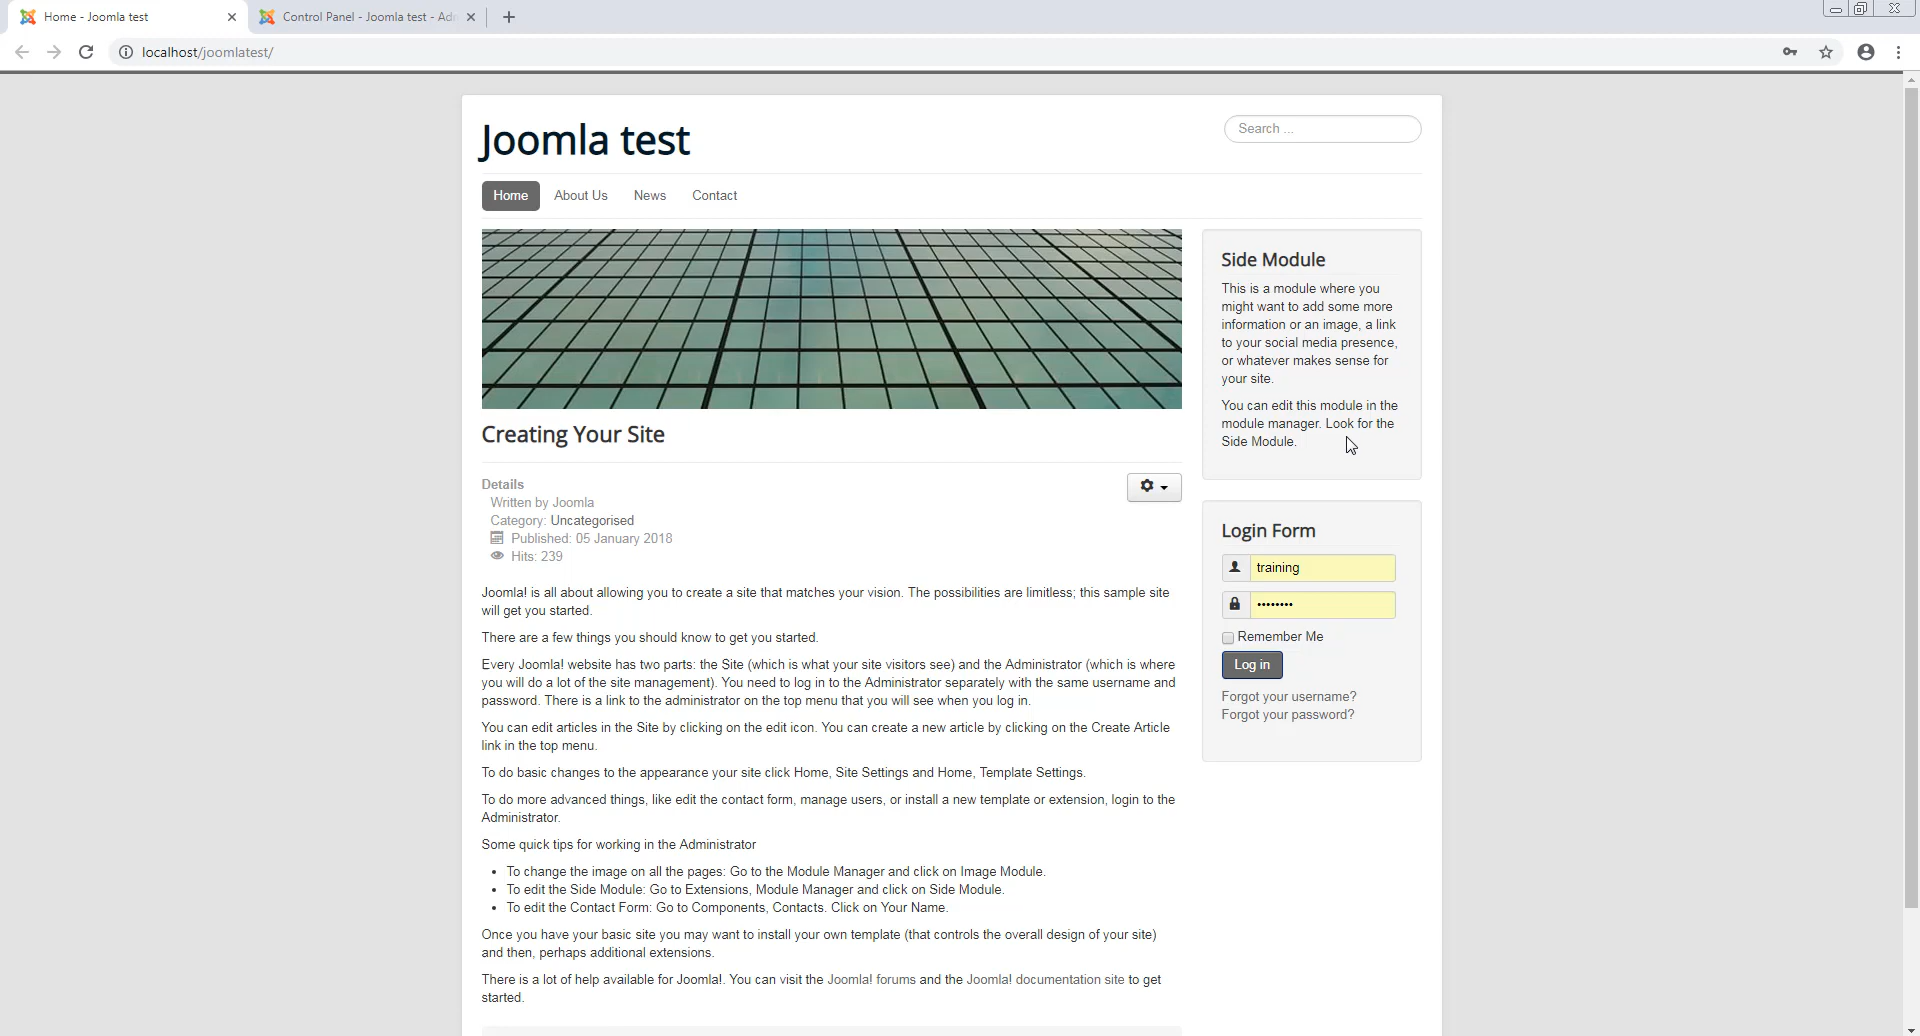 Home - Joomla test
Control Panel - Joomla test - Adm
localhost/joomlatest/
Joomla test
Search ...
Home
About Us
News
Contact
Side Module
This is a module where you
might want to add some more
information or an image, a link
to your social media presence,
or whatever makes sense for
your site.
You can edit this module in the
module manager. Look for the
Side Module.
Creating Your Site
Details
Written by Joomla
Category: Uncategorised
Published: 05 January 2018
Hits: 239
Joomla! is all about allowing you to create a site that matches your vision. The possibilities are limitless; this sample site
will get you started.
There are a few things you should know to get you started.
Every Joomla! website has two parts: the Site (which is what your site visitors see) and the Administrator (which is where
you will do a lot of the site management). You need to log in to the Administrator separately with the same username and
password. There is a link to the administrator on the top menu that you will see when you log in.
You can edit articles in the Site by clicking on the edit icon. You can create a new article by clicking on the Create Article
link in the top menu.
To do basic changes to the appearance your site click Home, Site Settings and Home, Template Settings.
To do more advanced things, like edit the contact form, manage users, or install a new template or extension, login to the
Administrator.
Some quick tips for working in the Administrator
• To change the image on all the pages: Go to the Module Manager and click on Image Module.
• To edit the Side Module: Go to Extensions, Module Manager and click on Side Module.
• To edit the Contact Form: Go to Components, Contacts. Click on Your Name.
Once you have your basic site you may want to install your own template (that controls the overall design of your site)
and then, perhaps additional extensions.
There is a lot of help available for Joomla!. You can visit the Joomla! forums and the Joomla! documentation site to get
started.
Login Form
training
••••••••
Remember Me
Log in
Forgot your username?
Forgot your password?